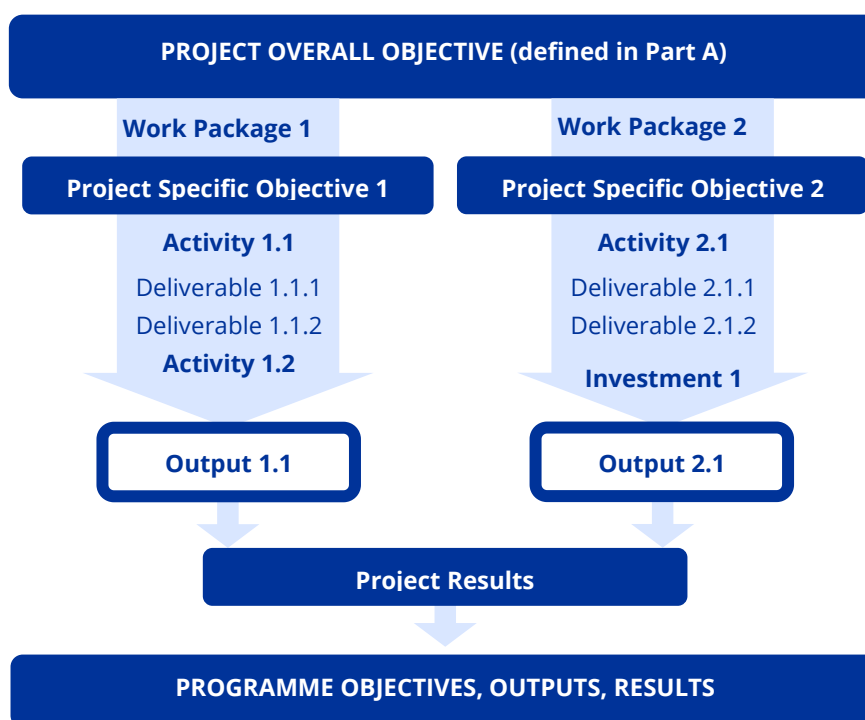 PROJECT OVERALL OBJECTIVE (defined in Part A)
Work Package 1
Project Specific Objective 1
Activity 1.1
Deliverable 1.1.1
Deliverable 1.1.2
Activity 1.2
Output 1.1
Work Package 2
Project Specific Objective 2
Activity 2.1
Deliverable 2.1.1
Deliverable 2.1.2
Investment 1
Output 2.1
Project Results
PROGRAMME OBJECTIVES, OUTPUTS, RESULTS